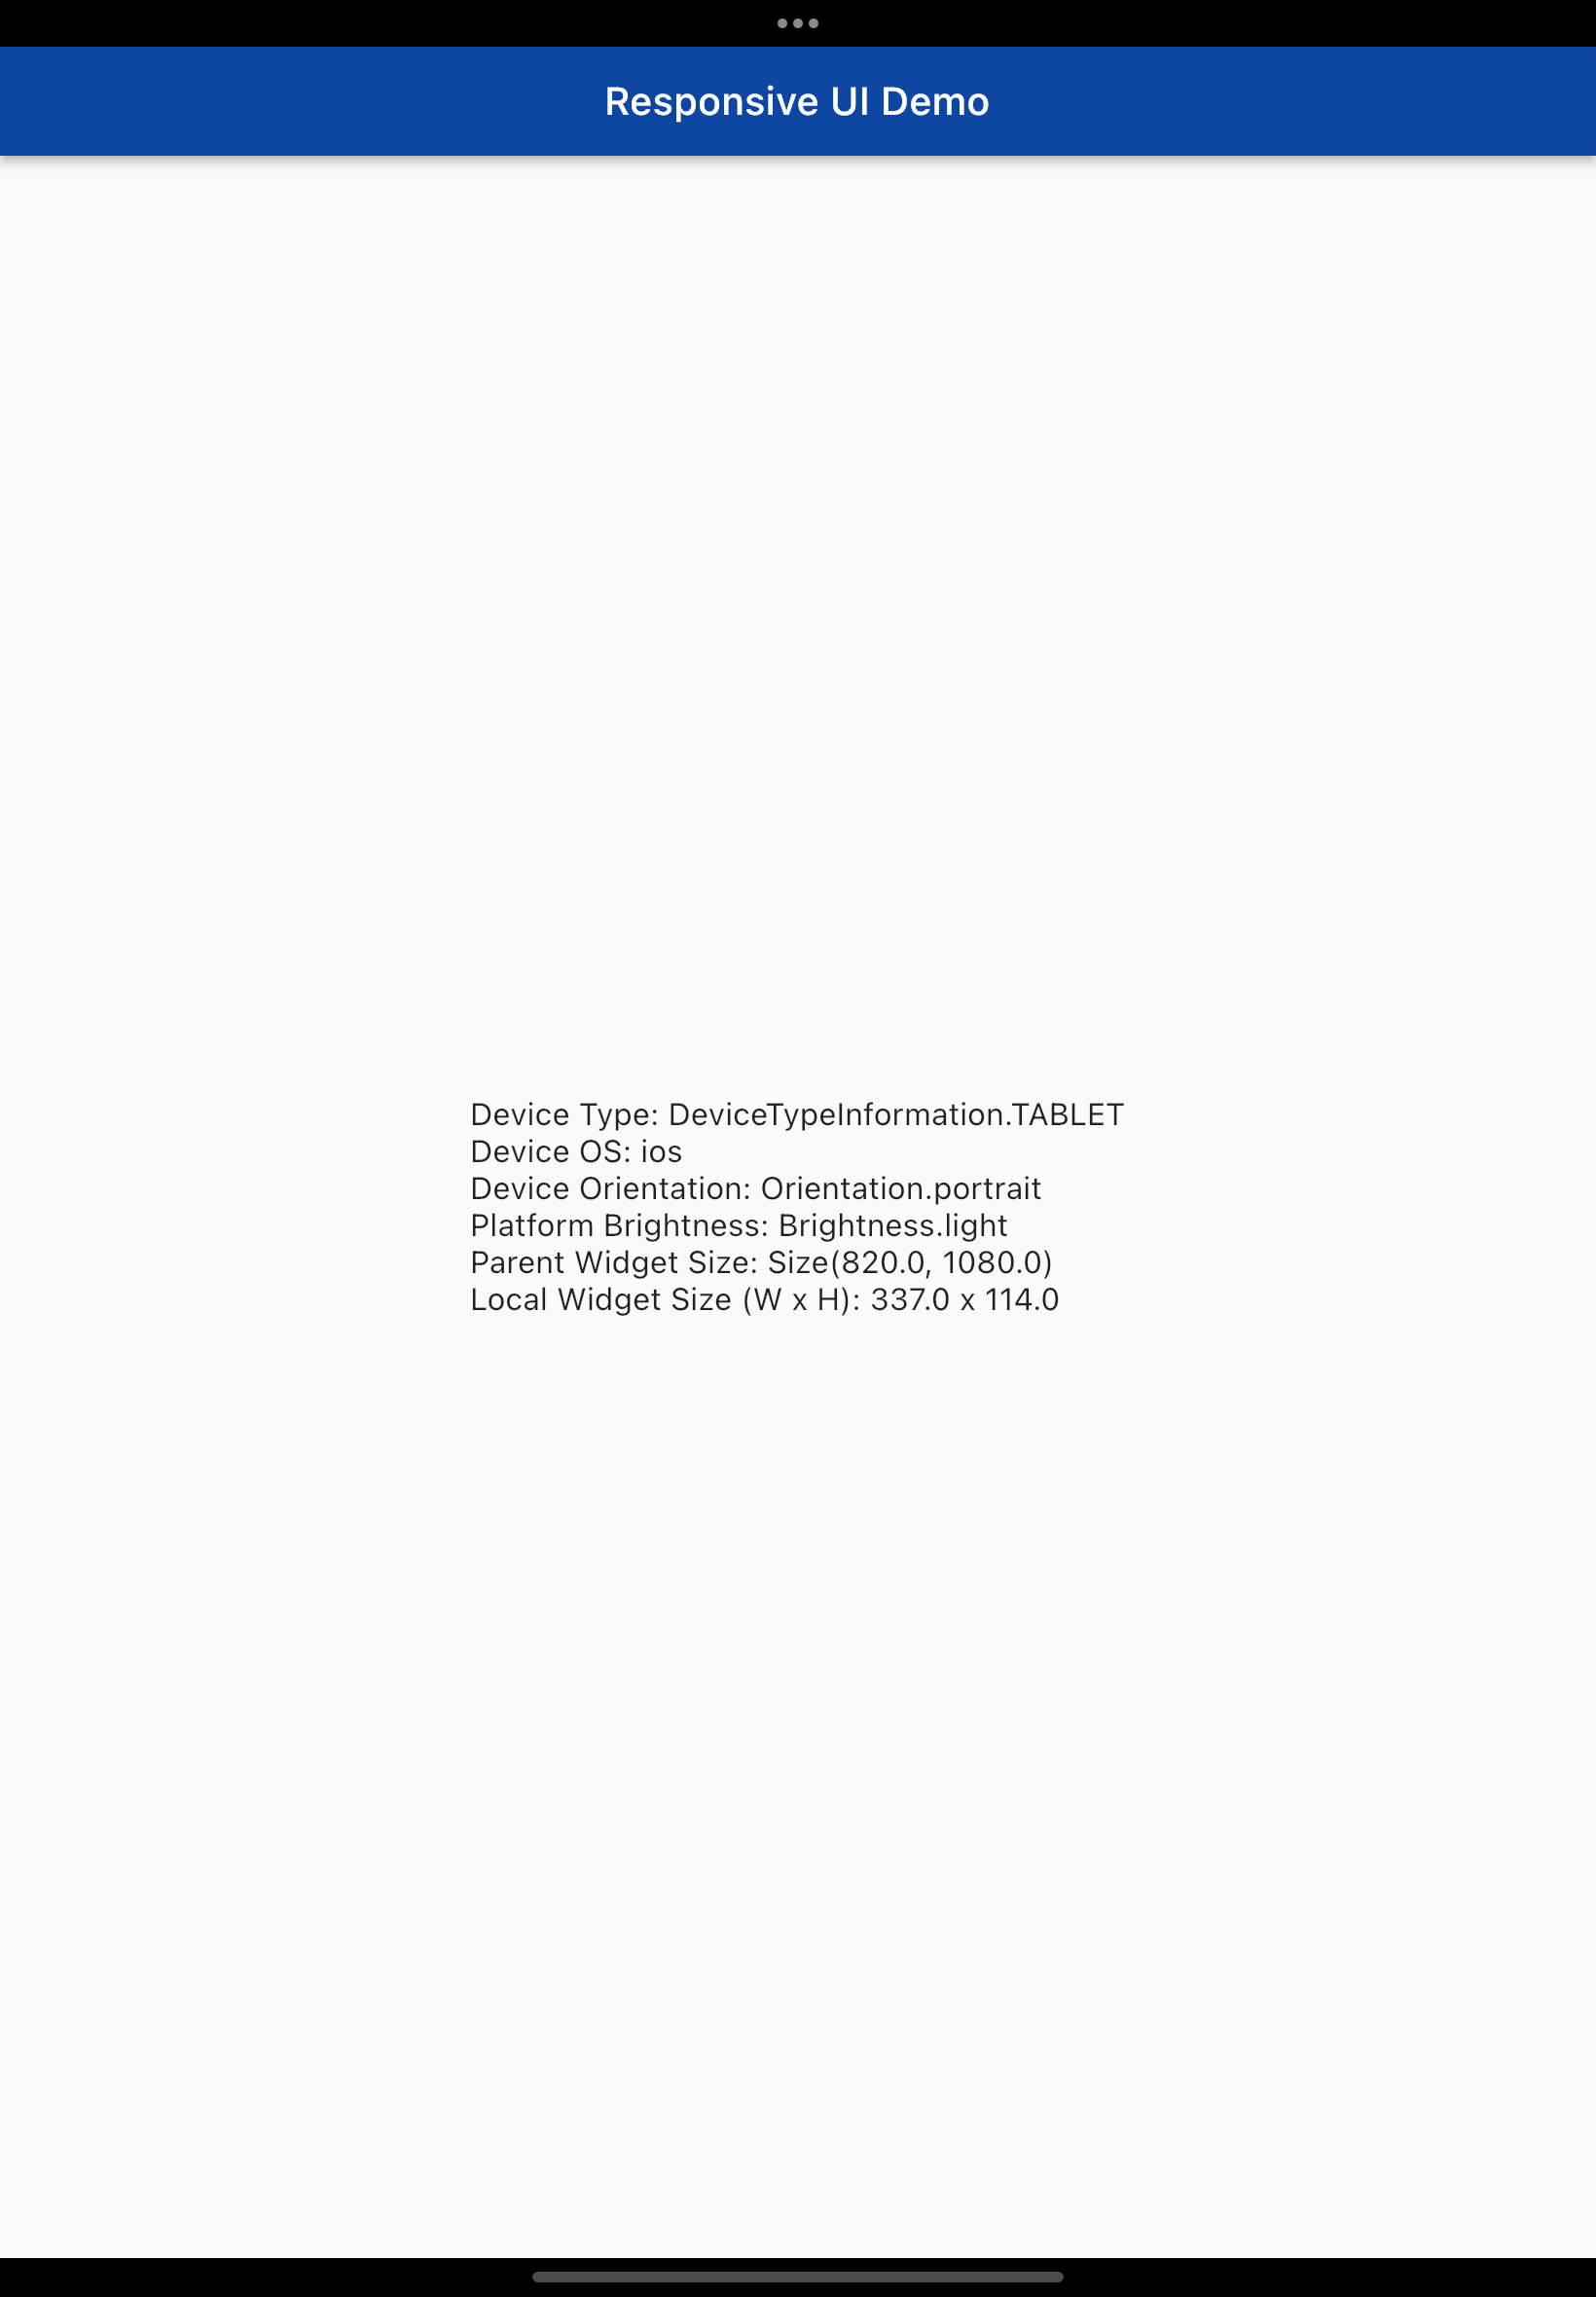 Responsive UI Demo
Device Type: DeviceTypeInformation.TABLET
Device OS: ios
Device Orientation: Orientation.portrait
Platform Brightness: Brightness.light
Parent Widget Size: Size(820.0, 1080.0)
Local Widget Size (W x H): 337.0 x 114.0